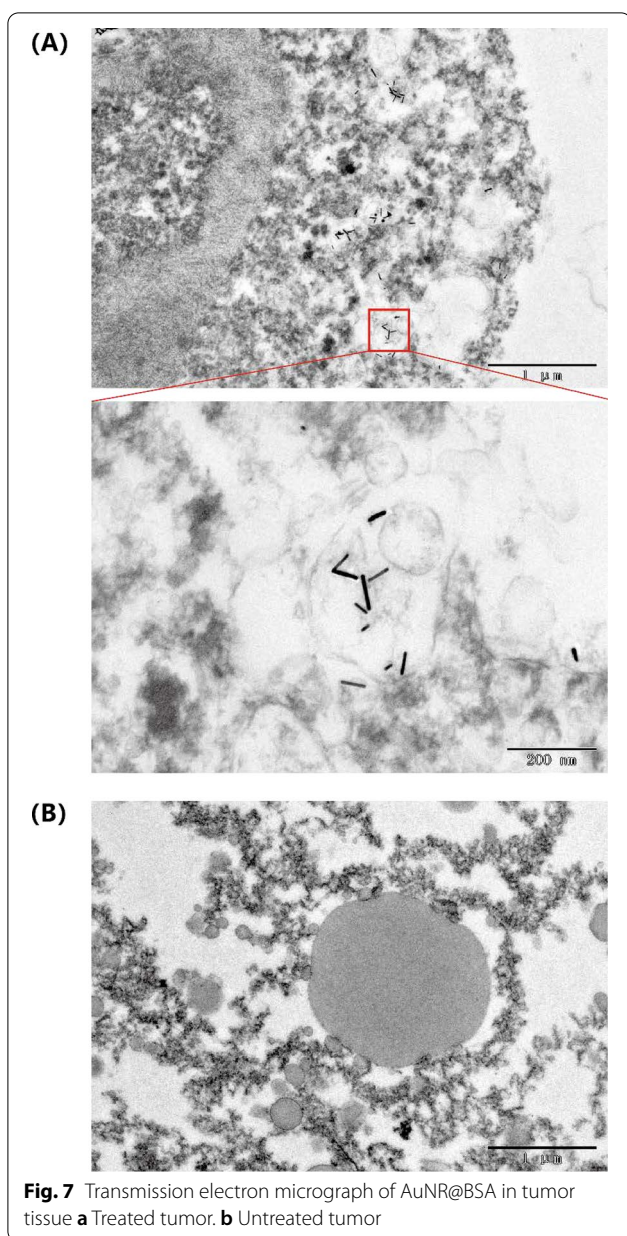 (A)
1 μm
200 nm
(B)
1 μm
Fig. 7 Transmission electron micrograph of AuNR@BSA in tumor
tissue a Treated tumor. b Untreated tumor